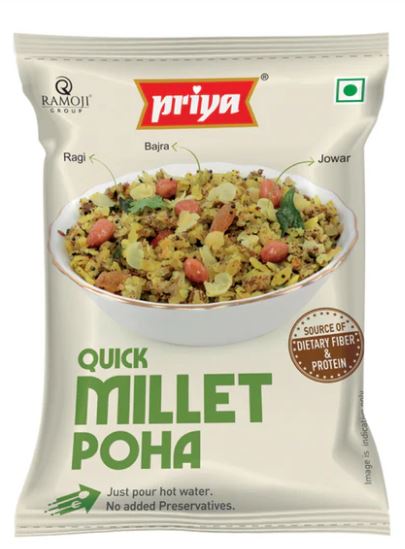 RAMOJI®
GROUP
priya®
Ragi
Bajra
Jowar
SOURCE OF
DIETARY FIBER
&
PROTEIN
QUICK
MILLET
POHA
Just pour hot water.
No added Preservatives.
Image is indicative only